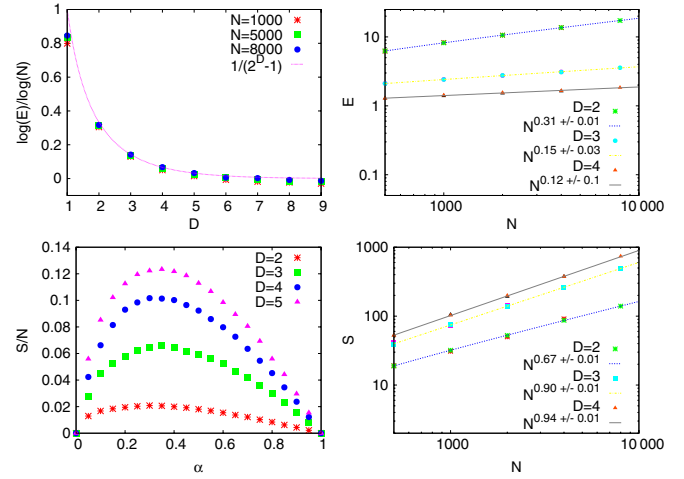 N=1000
N=5000
N=8000
1/(2^D-1)
1
0.8
0.6
0.4
0.2
0
log(E)/log(N)
1 2 3 4 5 6 7 8 9
D
10
1
0.1
E
D=2
N^0.31 +/- 0.01
D=3
N^0.15 +/- 0.03
D=4
N^0.12 +/- 0.1
1000 10 000
N
0.14
0.12
0.1
0.08
0.06
0.04
0.02
0
S/N
D=2
D=3
D=4
D=5
0 0.2 0.4 0.6 0.8 1
α
1000
100
10
S
D=2
N^0.67 +/- 0.01
D=3
N^0.90 +/- 0.01
D=4
N^0.94 +/- 0.01
1000 10 000
N